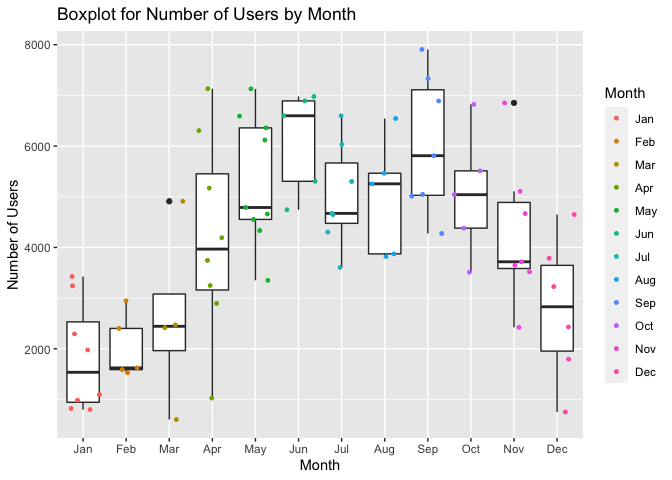 Boxplot for Number of Users by Month
8000
6000
4000
2000
Number of Users
Jan Feb Mar Apr May Jun Jul Aug Sep Oct Nov Dec
Month
Month
Jan
Feb
Mar
Apr
May
Jun
Jul
Aug
Sep
Oct
Nov
Dec